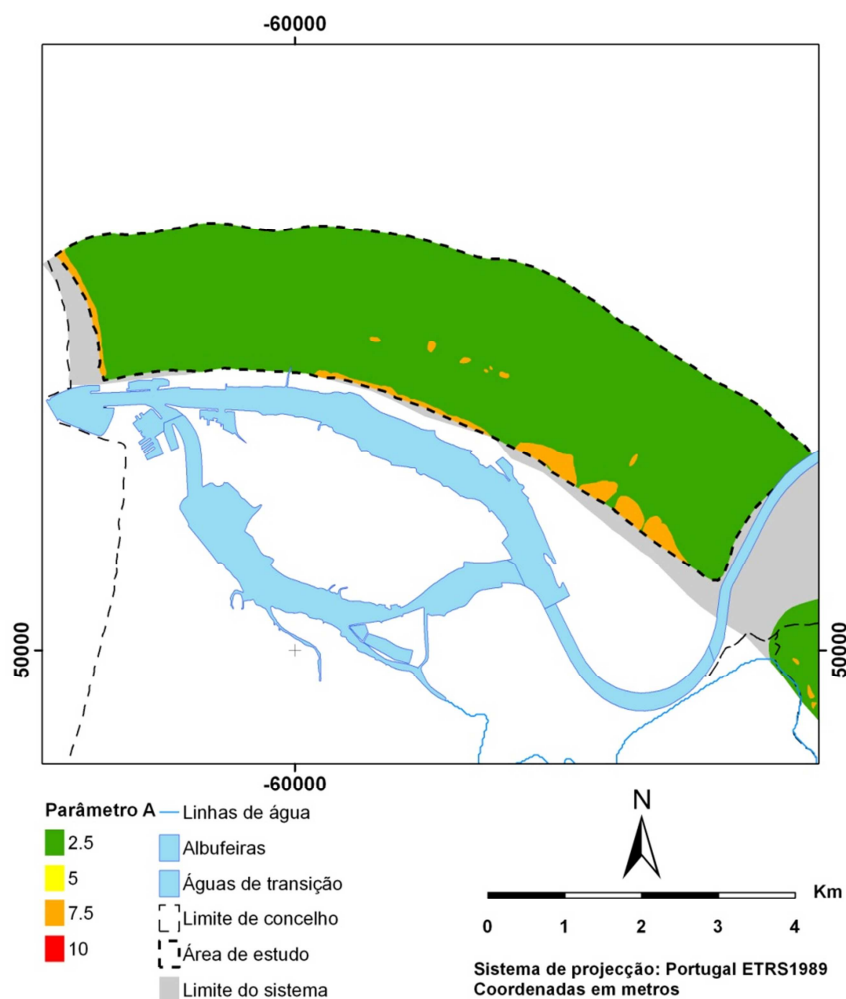 -60000
50000
50000
-60000
Parâmetro A
2.5
5
7.5
10
Linhas de água
Albufeiras
Águas de transição
Limite de concelho
Área de estudo
Limite do sistema
N
Km
0 1 2 3 4
Sistema de projecção: Portugal ETRS1989
Coordenadas em metros